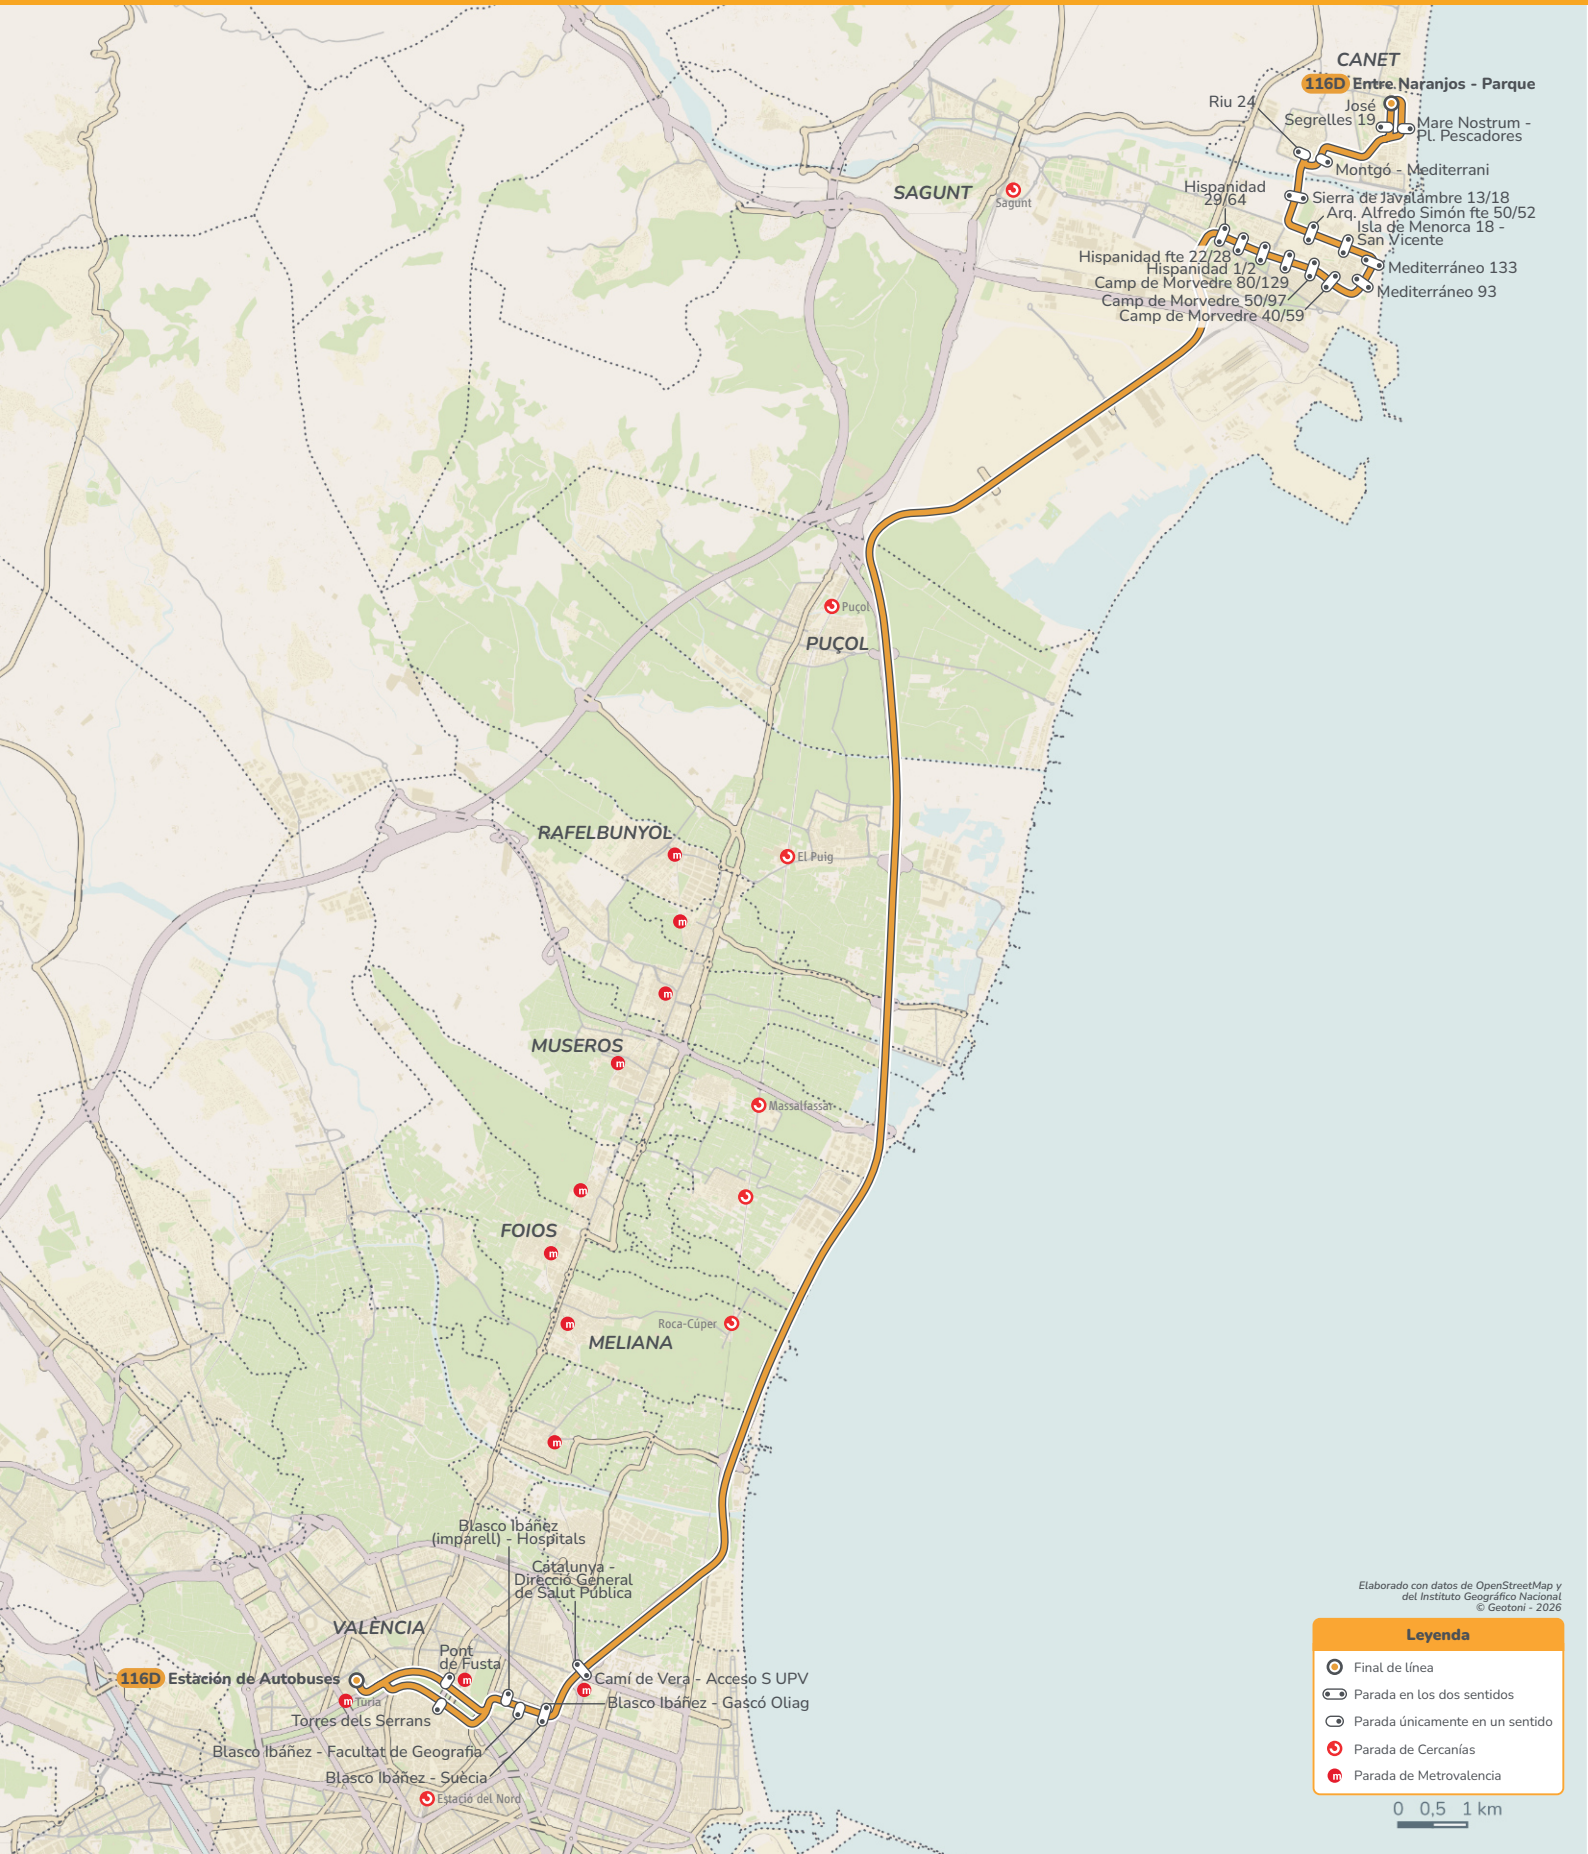 CANET
116D Entre Naranjos - Parque
Riu 24
José
Segrelles 19
Mare Nostrum -
Pl. Pescadores
Montgó - Mediterrani
SAGUNT
Sagunt
Hispanidad
29/64
Sierra de Javalambre 13/18
Arq. Alfredo Simón fte 50/52
Isla de Menorca 18 -
San Vicente
Hispanidad fte 22/28
Hispanidad 1/2
Mediterráneo 133
Camp de Morvedre 80/129
Mediterráneo 93
Camp de Morvedre 50/97
Camp de Morvedre 40/59
Puçol
PUÇOL
RAFELBUNYOL
m
El Puig
m
m
MUSEROS
m
Massalfassar
m
FOIOS
m
Roca-Cúper
m
MELIANA
m
Blasco Ibáñez
(imparell) - Hospitals
Catalunya -
Direcció General
de Salut Pública
VALÈNCIA
Pont
de Fusta
m
116D Estación de Autobuses
Camí de Vera - Acceso S UPV
m
m Túria
Blasco Ibáñez - Gascó Oliag
Torres dels Serrans
Blasco Ibáñez - Facultat de Geografia
Blasco Ibáñez - Suècia
Estació del Nord
Elaborado con datos de OpenStreetMap y
del Instituto Geográfico Nacional
© Geotoni - 2026
Leyenda
Final de línea
Parada en los dos sentidos
Parada únicamente en un sentido
Parada de Cercanías
m Parada de Metrovalencia
0 0,5 1 km